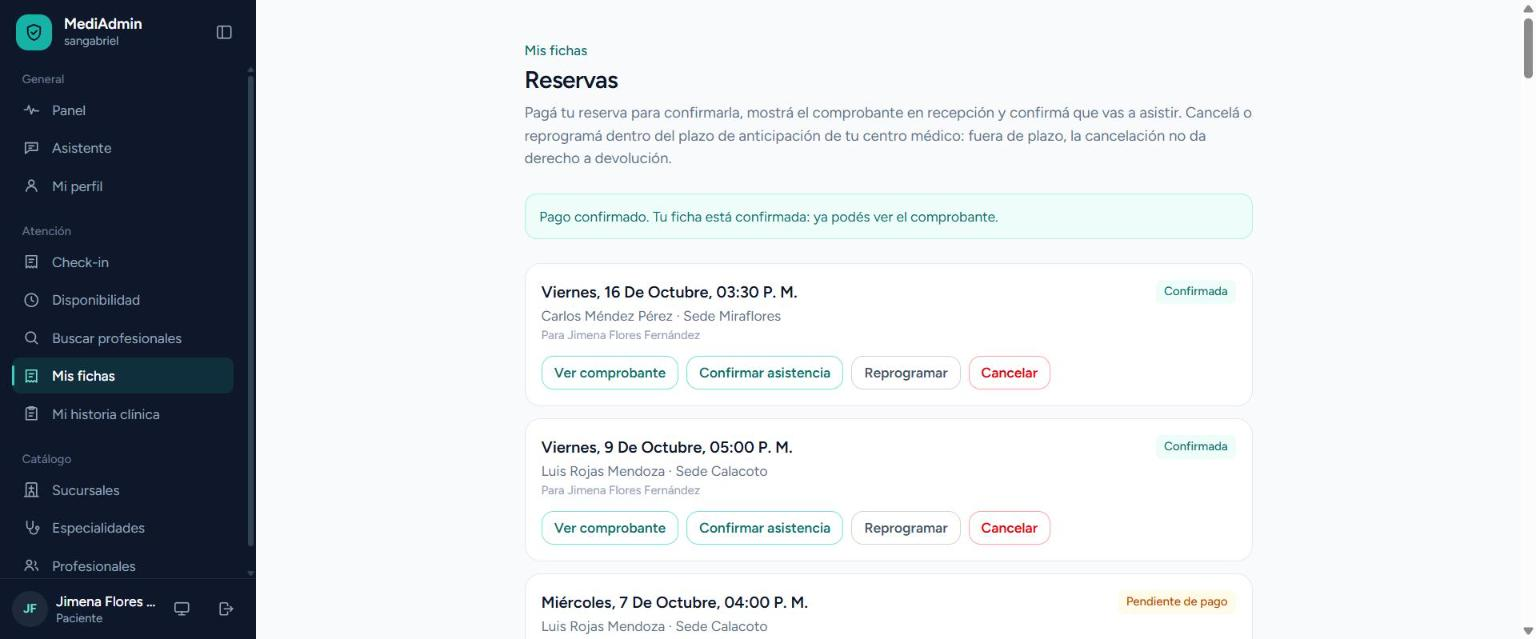 MediAdmin
sangabriel
General
Panel
Asistente
Mi perfil
Atención
Check-in
Disponibilidad
Buscar profesionales
Mis fichas
Mi historia clínica
Catálogo
Sucursales
Especialidades
Profesionales
JF
Jimena Flores ...
Paciente
Mis fichas
Reservas
Pagá tu reserva para confirmarla, mostrá el comprobante en recepción y confirmá que vas a asistir. Cancelá o
reprogramá dentro del plazo de anticipación de tu centro médico: fuera de plazo, la cancelación no da
derecho a devolución.
Pago confirmado. Tu ficha está confirmada: ya podés ver el comprobante.
Viernes, 16 De Octubre, 03:30 P. M.
Confirmada
Carlos Méndez Pérez · Sede Miraflores
Para Jimena Flores Fernández
Ver comprobante
Confirmar asistencia
Reprogramar
Cancelar
Viernes, 9 De Octubre, 05:00 P. M.
Confirmada
Luis Rojas Mendoza · Sede Calacoto
Para Jimena Flores Fernández
Ver comprobante
Confirmar asistencia
Reprogramar
Cancelar
Miércoles, 7 De Octubre, 04:00 P. M.
Pendiente de pago
Luis Rojas Mendoza · Sede Calacoto